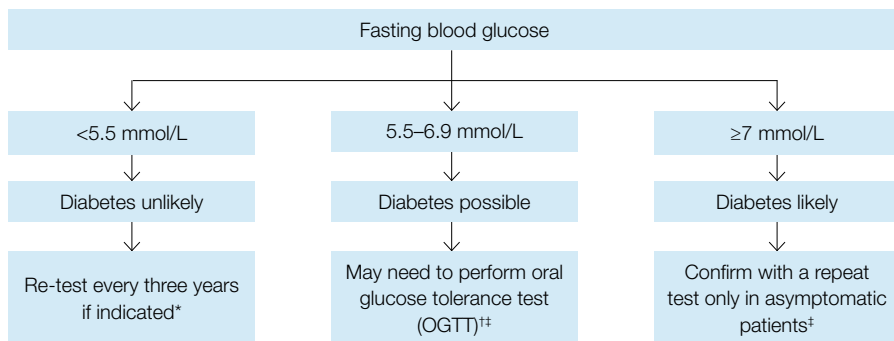 Fasting blood glucose
<5.5 mmol/L
5.5–6.9 mmol/L
≥7 mmol/L
Diabetes unlikely
Diabetes possible
Diabetes likely
Re-test every three years
if indicated*
May need to perform oral
glucose tolerance test
(OGTT)†‡
Confirm with a repeat
test only in asymptomatic
patients‡